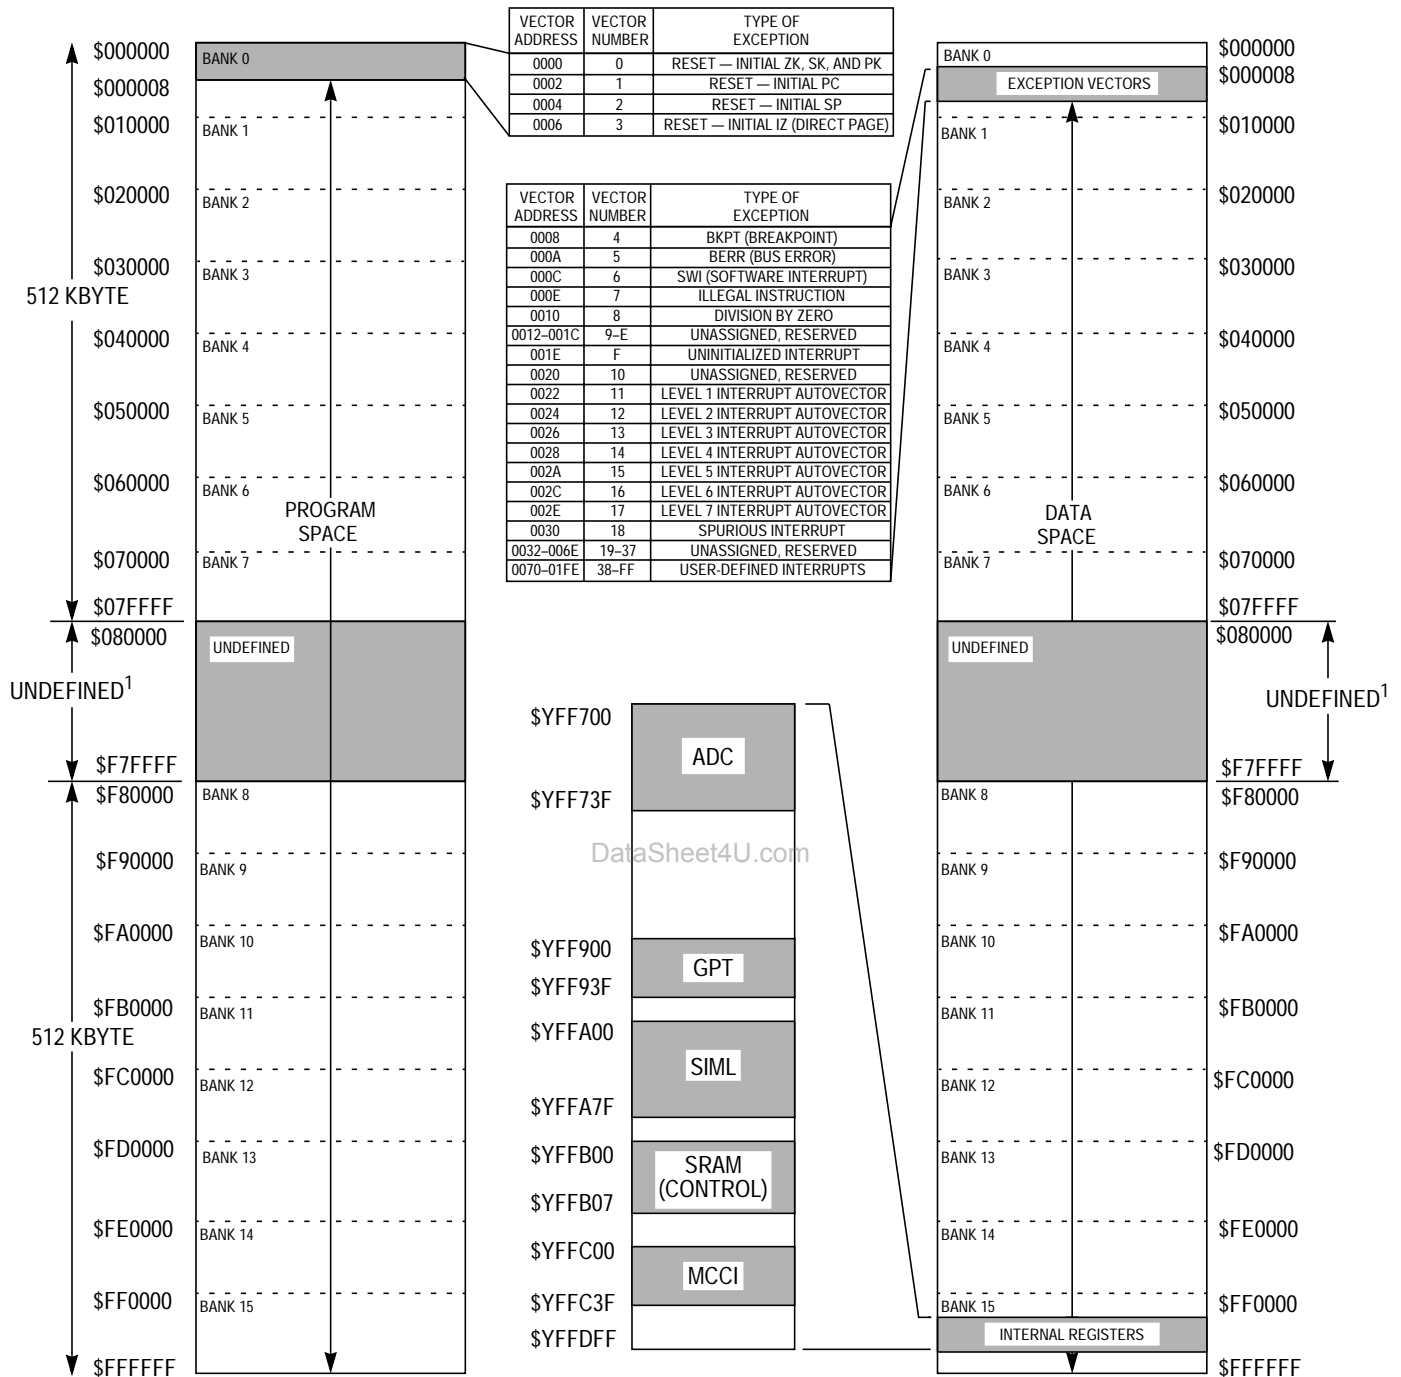 $000000
$000008
$010000
$020000
$030000
512 KBYTE
$040000
$050000
$060000
$070000
$07FFFF
$080000
UNDEFINED1
$F7FFFF
$F80000
$F90000
$FA0000
$FB0000
512 KBYTE
$FC0000
$FD0000
$FE0000
$FF0000
$FFFFFF
BANK 0
BANK 1
BANK 2
BANK 3
BANK 4
BANK 5
BANK 6
PROGRAM
SPACE
BANK 7
UNDEFINED
BANK 8
BANK 9
BANK 10
BANK 11
BANK 12
BANK 13
BANK 14
BANK 15
VECTOR ADDRESS VECTOR NUMBER TYPE OF EXCEPTION
0000 0 RESET — INITIAL ZK, SK, AND PK
0002 1 RESET — INITIAL PC
0004 2 RESET — INITIAL SP
0006 3 RESET — INITIAL IZ (DIRECT PAGE)
VECTOR ADDRESS VECTOR NUMBER TYPE OF EXCEPTION
0008 4 BKPT (BREAKPOINT)
000A 5 BERR (BUS ERROR)
000C 6 SWI (SOFTWARE INTERRUPT)
000E 7 ILLEGAL INSTRUCTION
0010 8 DIVISION BY ZERO
0012–001C 9–E UNASSIGNED, RESERVED
001E F UNINITIALIZED INTERRUPT
0020 10 UNASSIGNED, RESERVED
0022 11 LEVEL 1 INTERRUPT AUTOVECTOR
0024 12 LEVEL 2 INTERRUPT AUTOVECTOR
0026 13 LEVEL 3 INTERRUPT AUTOVECTOR
0028 14 LEVEL 4 INTERRUPT AUTOVECTOR
002A 15 LEVEL 5 INTERRUPT AUTOVECTOR
002C 16 LEVEL 6 INTERRUPT AUTOVECTOR
002E 17 LEVEL 7 INTERRUPT AUTOVECTOR
0030 18 SPURIOUS INTERRUPT
0032–006E 19–37 UNASSIGNED, RESERVED
0070–01FE 38–FF USER-DEFINED INTERRUPTS
$YFF700
ADC
$YFF73F
DataSheet4U.com
$YFF900
GPT
$YFF93F
$YFFA00
SIML
$YFFA7F
$YFFB00
SRAM
(CONTROL)
$YFFB07
$YFFC00
MCCI
$YFFC3F
$YFFDFF
BANK 0
EXCEPTION VECTORS
BANK 1
BANK 2
BANK 3
BANK 4
BANK 5
BANK 6
DATA
SPACE
BANK 7
UNDEFINED
BANK 8
BANK 9
BANK 10
BANK 11
BANK 12
BANK 13
BANK 14
BANK 15
INTERNAL REGISTERS
$000000
$000008
$010000
$020000
$030000
$040000
$050000
$060000
$070000
$07FFFF
$080000
UNDEFINED1
$F7FFFF
$F80000
$F90000
$FA0000
$FB0000
$FC0000
$FD0000
$FE0000
$FF0000
$FFFFFF